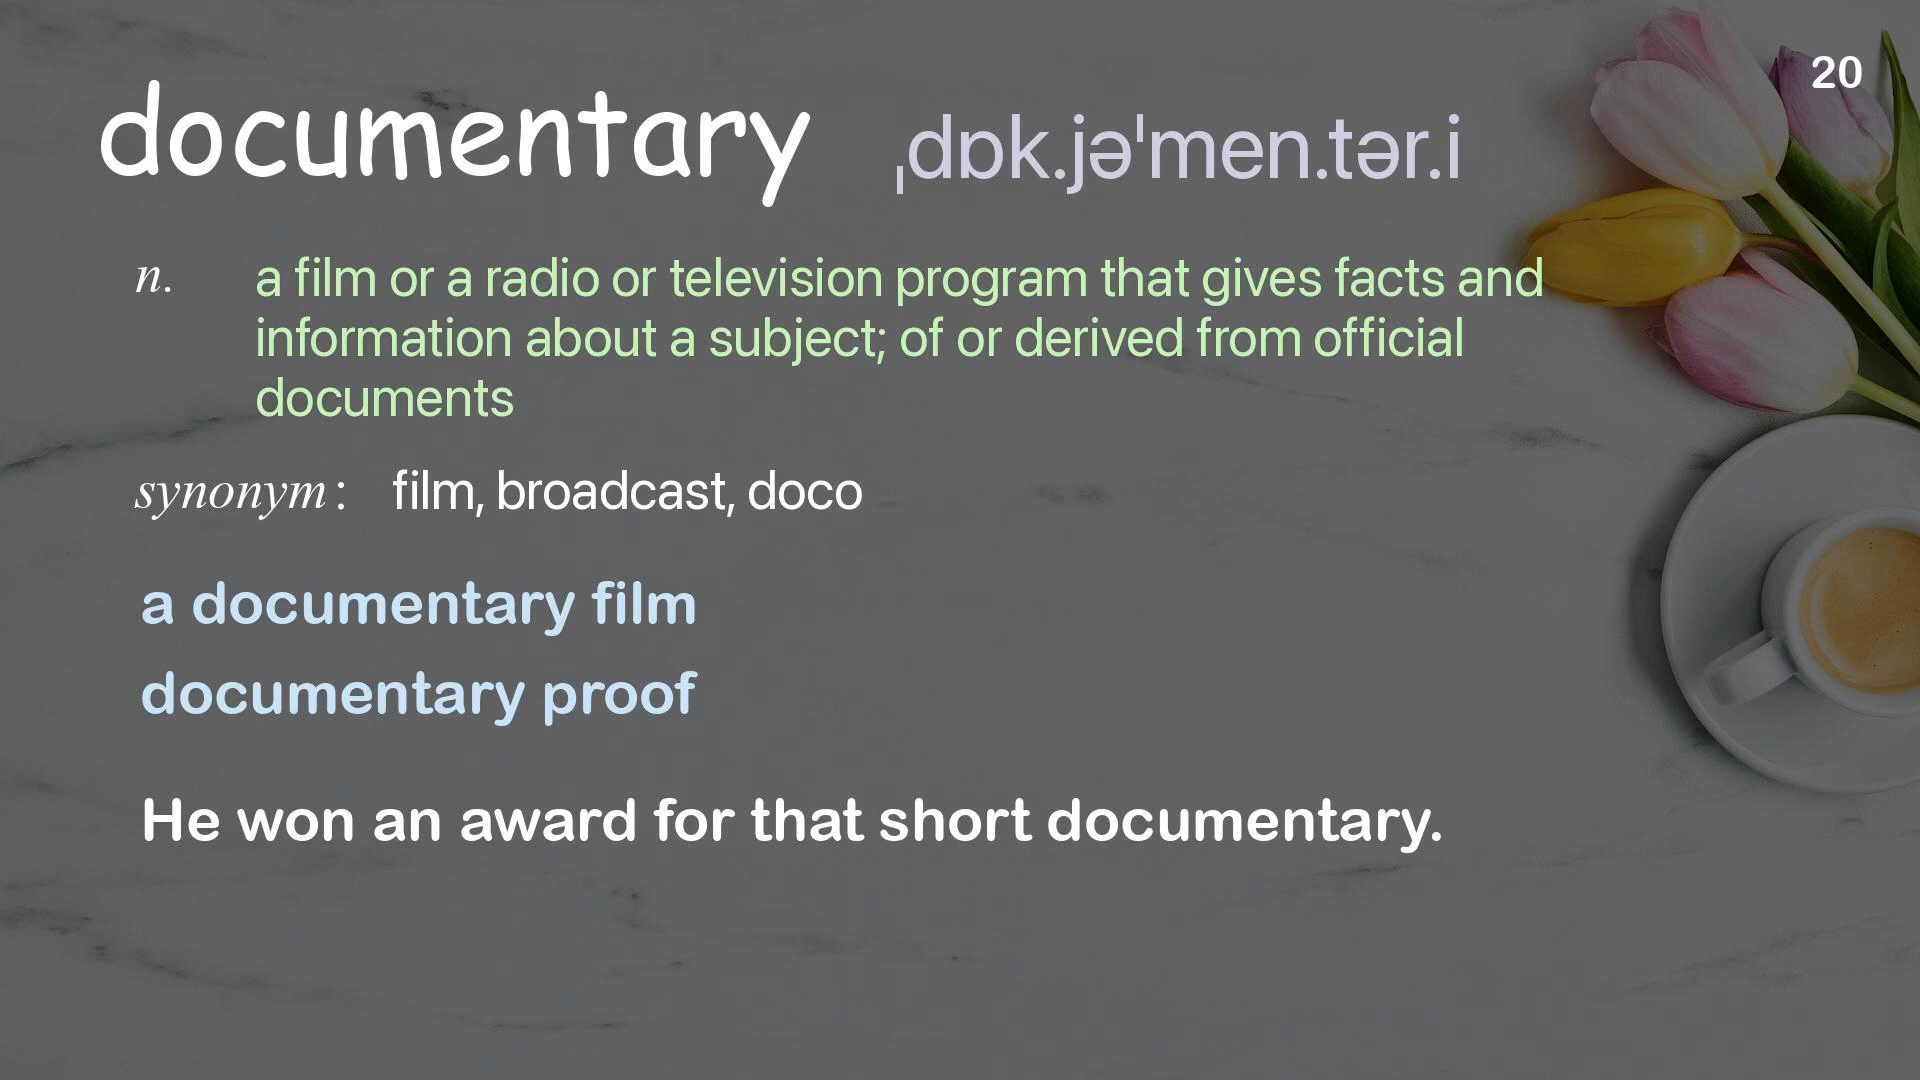 20
documentary ˌdɒk.jəˈmen.tər.i
n. a film or a radio or television program that gives facts and
information about a subject; of or derived from official
documents
synonym: film, broadcast, doco
a documentary film
documentary proof
He won an award for that short documentary.